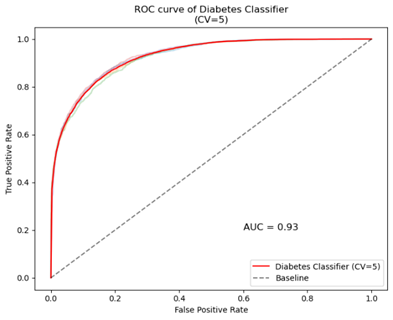 ROC curve of Diabetes Classifier
(CV=5)
1.0
0.8
0.6
0.4
0.2
0.0
True Positive Rate
AUC = 0.93
Diabetes Classifier (CV=5)
Baseline
0.0 0.2 0.4 0.6 0.8 1.0
False Positive Rate